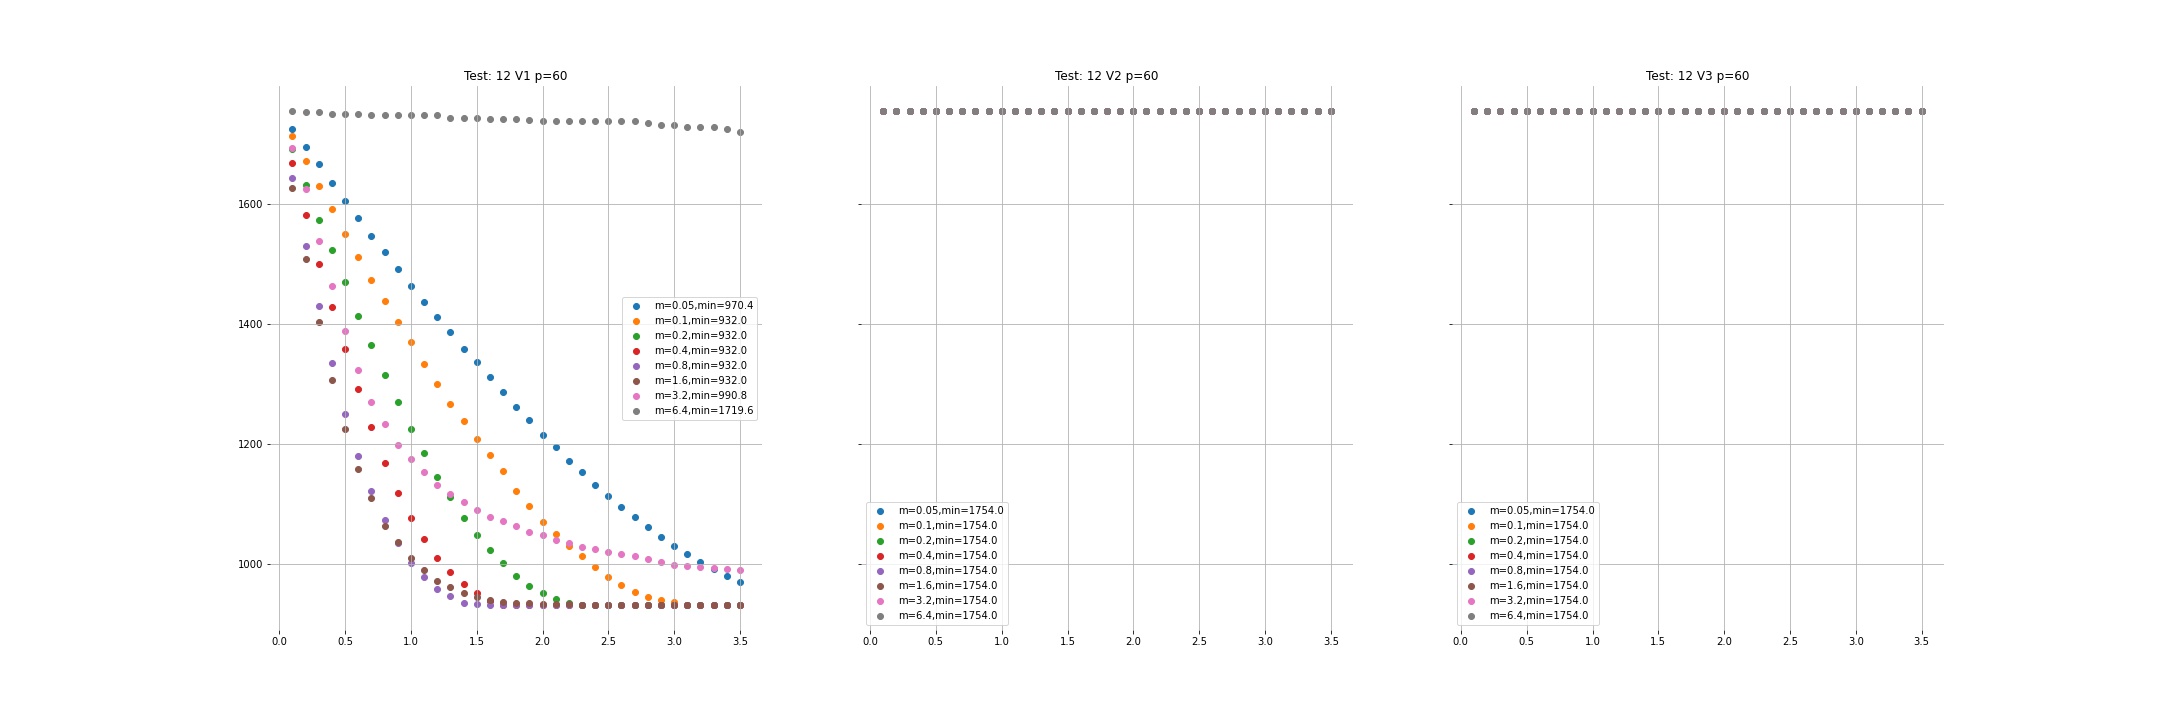 Test: 12 V1 p=60
1600
1400
1200
1000
0.0 0.5 1.0 1.5 2.0 2.5 3.0 3.5
m=0.05,min=970.4
m=0.1,min=932.0
m=0.2,min=932.0
m=0.4,min=932.0
m=0.8,min=932.0
m=1.6,min=932.0
m=3.2,min=990.8
m=6.4,min=1719.6
Test: 12 V2 p=60
m=0.05,min=1754.0
m=0.1,min=1754.0
m=0.2,min=1754.0
m=0.4,min=1754.0
m=0.8,min=1754.0
m=1.6,min=1754.0
m=3.2,min=1754.0
m=6.4,min=1754.0
0.0 0.5 1.0 1.5 2.0 2.5 3.0 3.5
Test: 12 V3 p=60
m=0.05,min=1754.0
m=0.1,min=1754.0
m=0.2,min=1754.0
m=0.4,min=1754.0
m=0.8,min=1754.0
m=1.6,min=1754.0
m=3.2,min=1754.0
m=6.4,min=1754.0
0.0 0.5 1.0 1.5 2.0 2.5 3.0 3.5